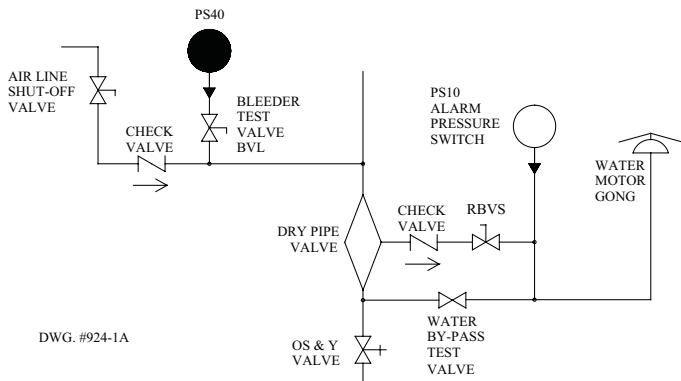 PS40
AIR LINE
SHUT-OFF
VALVE
BLEEDER
TEST
VALVE
BVL
CHECK
VALVE
PS10
ALARM
PRESSURE
SWITCH
WATER
MOTOR
GONG
CHECK
VALVE
RBVS
DRY PIPE
VALVE
WATER
BY-PASS
TEST
VALVE
OS & Y
VALVE
DWG. #924-1A